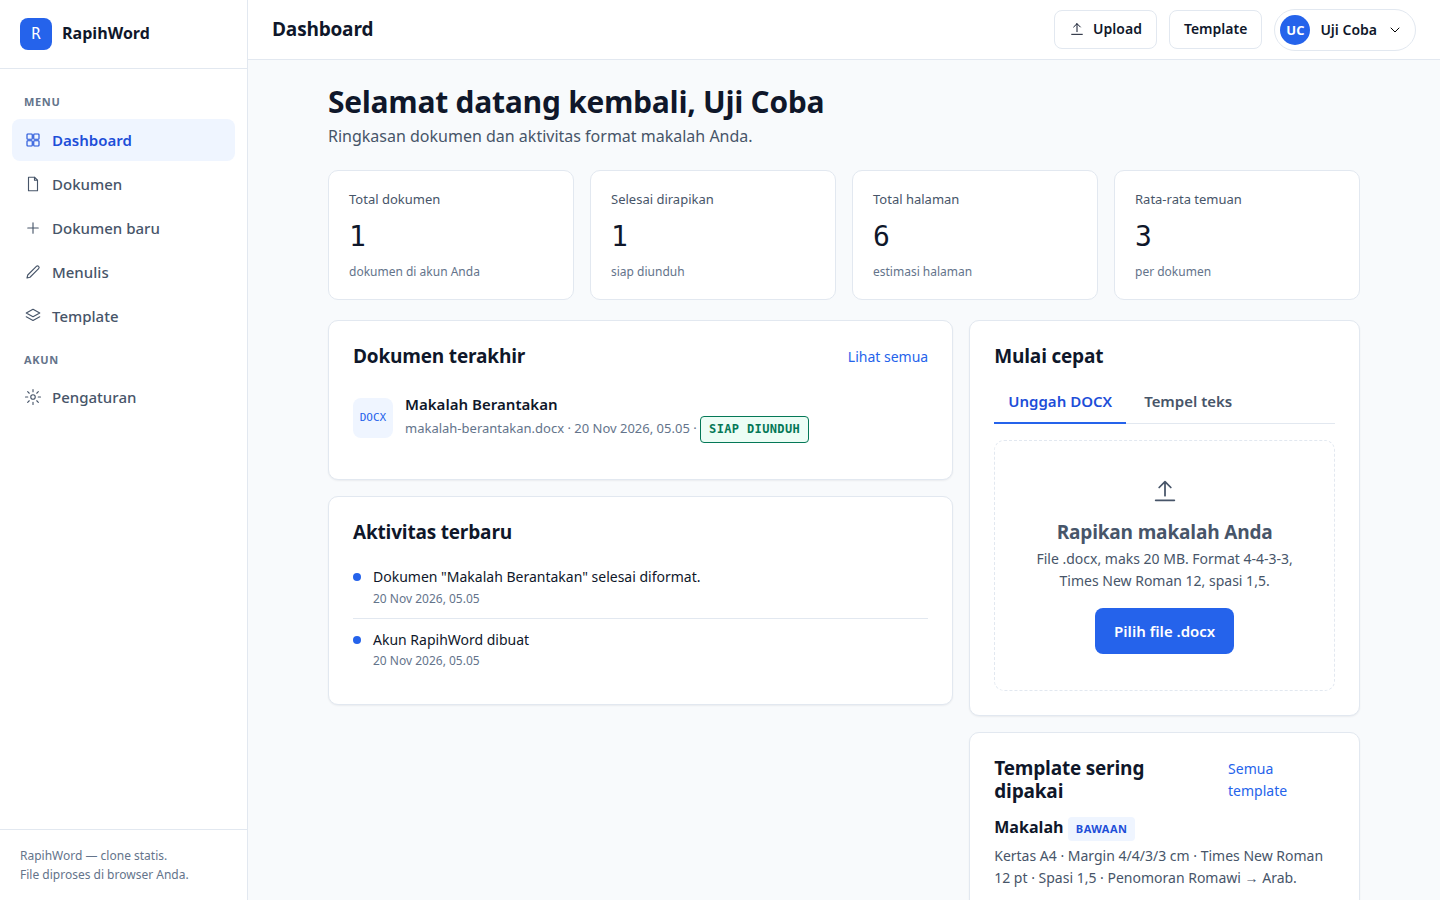 R RapihWord
MENU
Dashboard
Dokumen
Dokumen baru
Menulis
Template
AKUN
Pengaturan
RapihWord — clone statis.
File diproses di browser Anda.
Dashboard
Upload
Template
UC Uji Coba
Selamat datang kembali, Uji Coba
Ringkasan dokumen dan aktivitas format makalah Anda.
Total dokumen
1
dokumen di akun Anda
Selesai dirapikan
1
siap diunduh
Total halaman
6
estimasi halaman
Rata-rata temuan
3
per dokumen
Dokumen terakhir
Lihat semua
DOCX
Makalah Berantakan
makalah-berantakan.docx · 20 Nov 2026, 05.05 · SIAP DIUNDUH
Aktivitas terbaru
Dokumen "Makalah Berantakan" selesai diformat.
20 Nov 2026, 05.05
Akun RapihWord dibuat
20 Nov 2026, 05.05
Mulai cepat
Unggah DOCX
Tempel teks
Rapikan makalah Anda
File .docx, maks 20 MB. Format 4-4-3-3,
Times New Roman 12, spasi 1,5.
Pilih file .docx
Template sering
dipakai
Semua
template
Makalah BAWAAN
Kertas A4 · Margin 4/4/3/3 cm · Times New Roman
12 pt · Spasi 1,5 · Penomoran Romawi → Arab.